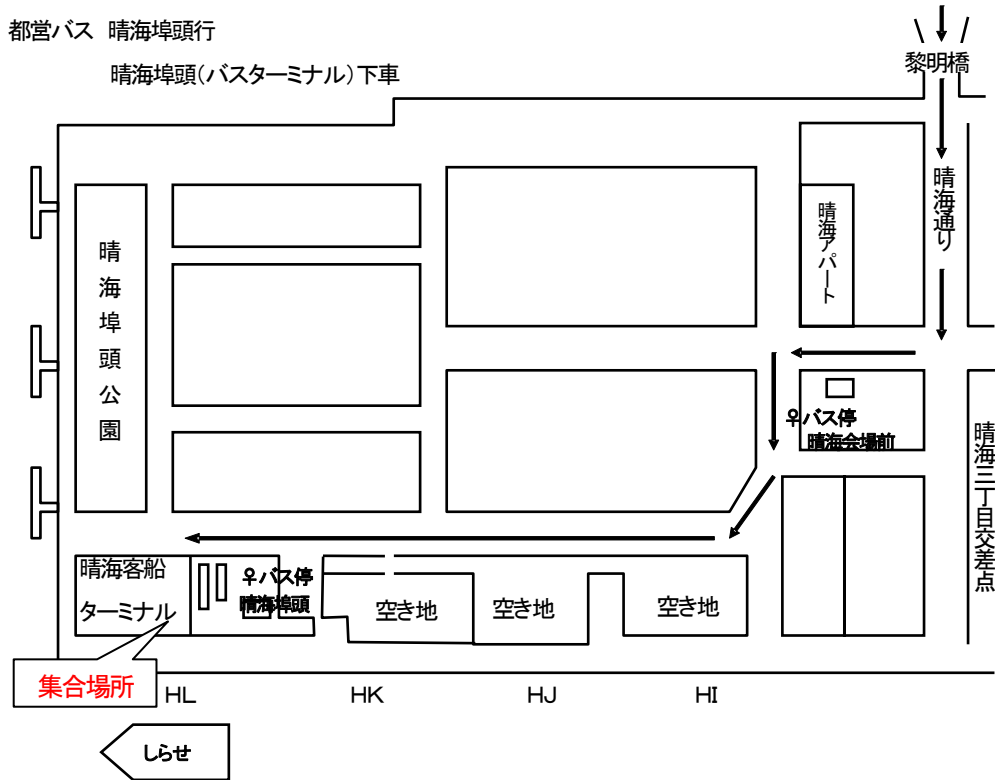 都営バス 晴海埠頭行
晴海埠頭(バスターミナル)下車
黎明橋
晴海通り
晴海アパート
晴海埠頭公園
♀バス停
晴海会場前
晴海三丁目交差点
晴海客船
ターミナル
♀バス停
晴海埠頭
空き地
空き地
空き地
集合場所
HL
HK
HJ
HI
しらせ